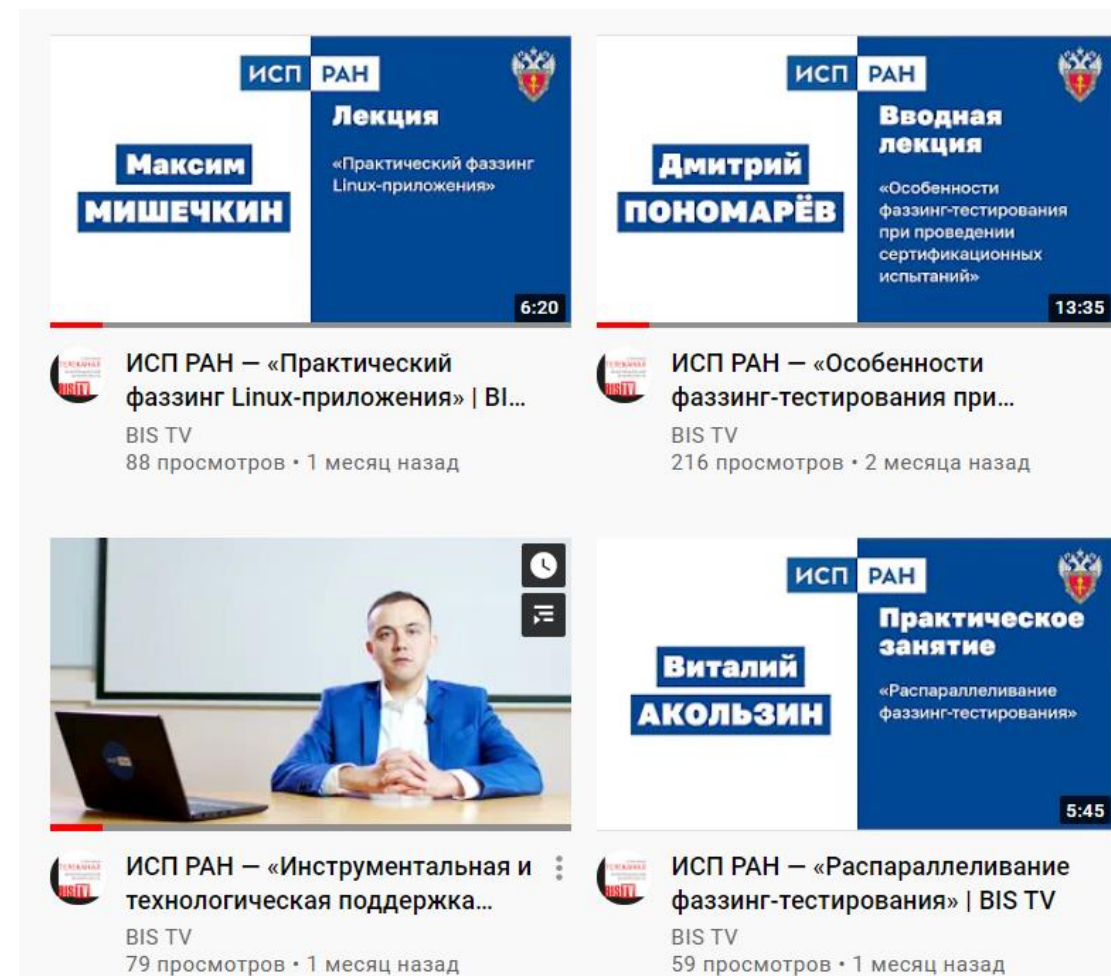 ИСП РАН
Лекция
«Практический фаззинг
Linux-приложения»
Максим
МИШЕЧКИН
6:20
ИСП РАН — «Практический
фаззинг Linux-приложения» | BI...
BIS TV
88 просмотров • 1 месяц назад
ИСП РАН
Вводная
лекция
«Особенности
фаззинг-тестирования
при проведении
сертификационных
испытаний»
Дмитрий
ПОНОМАРЁВ
13:35
ИСП РАН — «Особенности
фаззинг-тестирования при...
BIS TV
216 просмотров • 2 месяца назад
ИСП РАН — «Инструментальная и
технологическая поддержка...
BIS TV
79 просмотров • 1 месяц назад
ИСП РАН
Практическое
занятие
«Распараллеливание
фаззинг-тестирования»
Виталий
АКОЛЬЗИН
5:45
ИСП РАН — «Распараллеливание
фаззинг-тестирования» | BIS TV
BIS TV
59 просмотров • 1 месяц назад